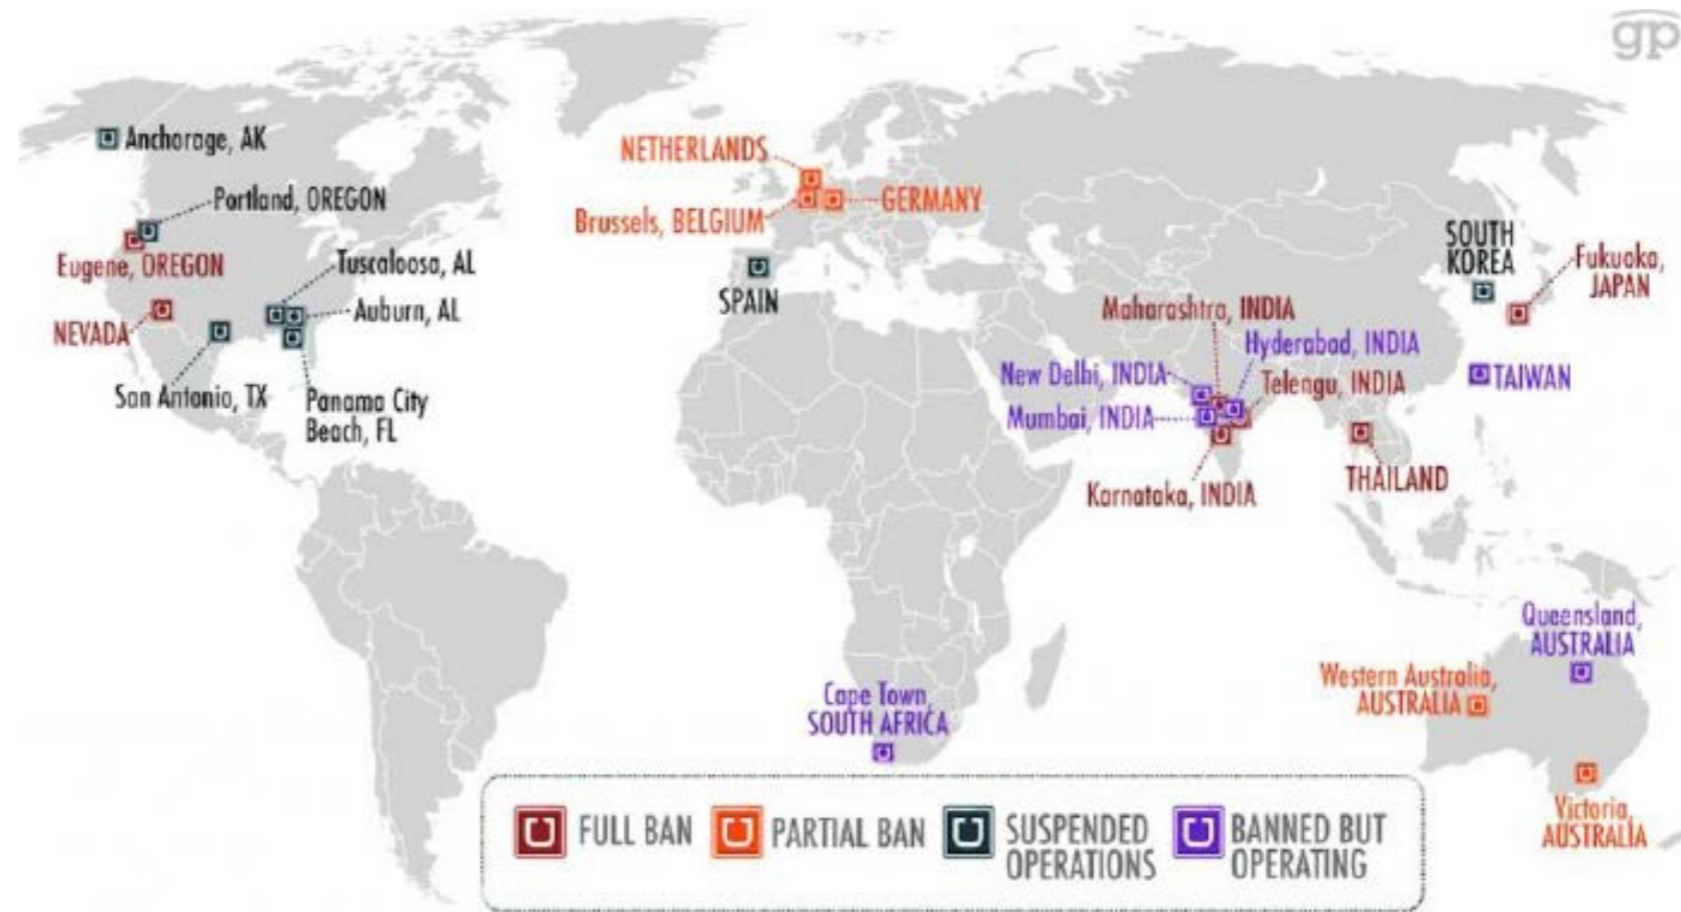 gp
Anchorage, AK
Portland, OREGON
Eugene, OREGON
Tuscaloosa, AL
Auburn, AL
NEVADA
San Antonio, TX
Panama City
Beach, FL
NETHERLANDS
Brussels, BELGIUM
GERMANY
SPAIN
SOUTH
KOREA
Fukuoka,
JAPAN
Maharashtra, INDIA
Hyderabad, INDIA
New Delhi, INDIA
Telengu, INDIA
Mumbai, INDIA
Karnataka, INDIA
TAIWAN
THAILAND
Cape Town,
SOUTH AFRICA
Queensland,
AUSTRALIA
Western Australia,
AUSTRALIA
Victoria,
AUSTRALIA
FULL BAN
PARTIAL BAN
SUSPENDED
OPERATIONS
BANNED BUT
OPERATING